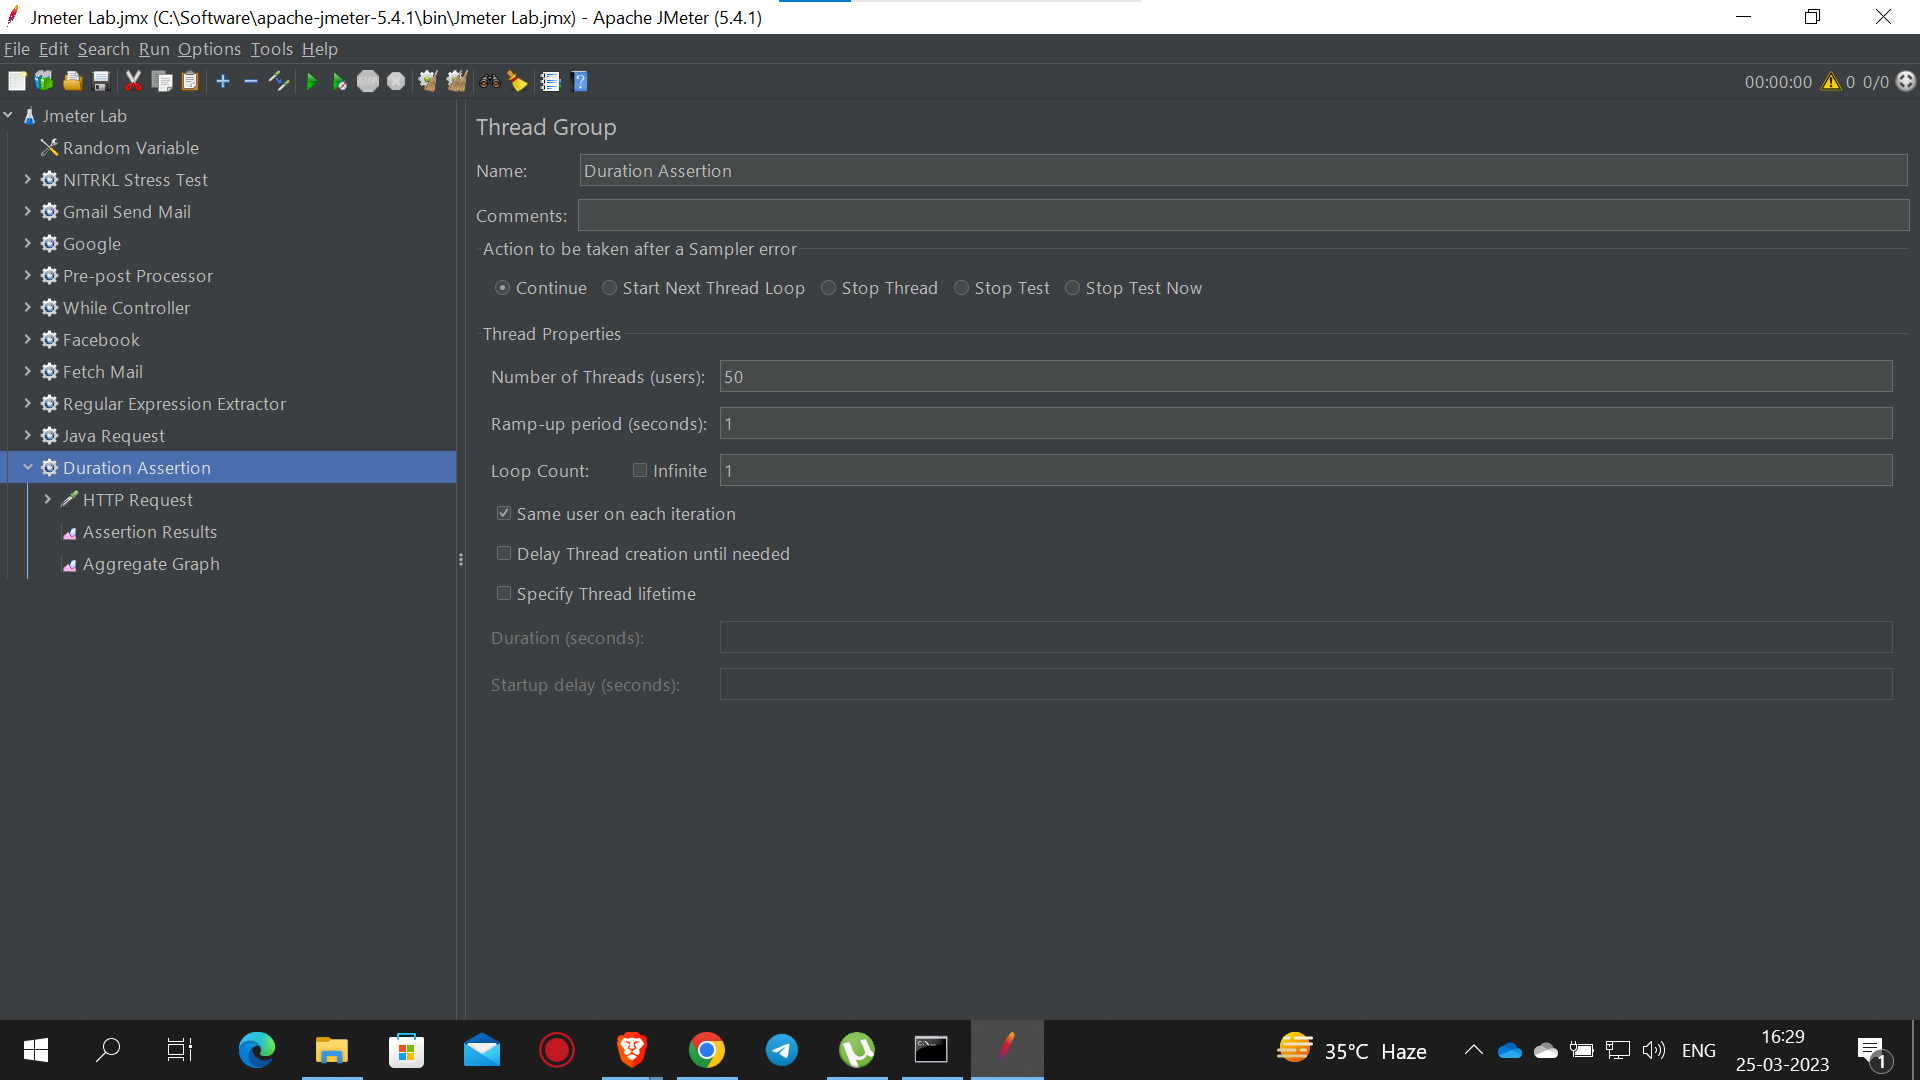 Jmeter Lab.jmx (C:\Software\apache-jmeter-5.4.1\bin\Jmeter Lab.jmx) - Apache JMeter (5.4.1)
File Edit Search Run Options Tools Help
00:00:00 0 0/0
Jmeter Lab
Random Variable
NITRKL Stress Test
Gmail Send Mail
Google
Pre-post Processor
While Controller
Facebook
Fetch Mail
Regular Expression Extractor
Java Request
Duration Assertion
HTTP Request
Assertion Results
Aggregate Graph
Thread Group
Name: Duration Assertion
Comments:
Action to be taken after a Sampler error
Continue Start Next Thread Loop Stop Thread Stop Test Stop Test Now
Thread Properties
Number of Threads (users): 50
Ramp-up period (seconds): 1
Loop Count: Infinite 1
Same user on each iteration
Delay Thread creation until needed
Specify Thread lifetime
Duration (seconds):
Startup delay (seconds):
35°C Haze
ENG
16:29
25-03-2023
1